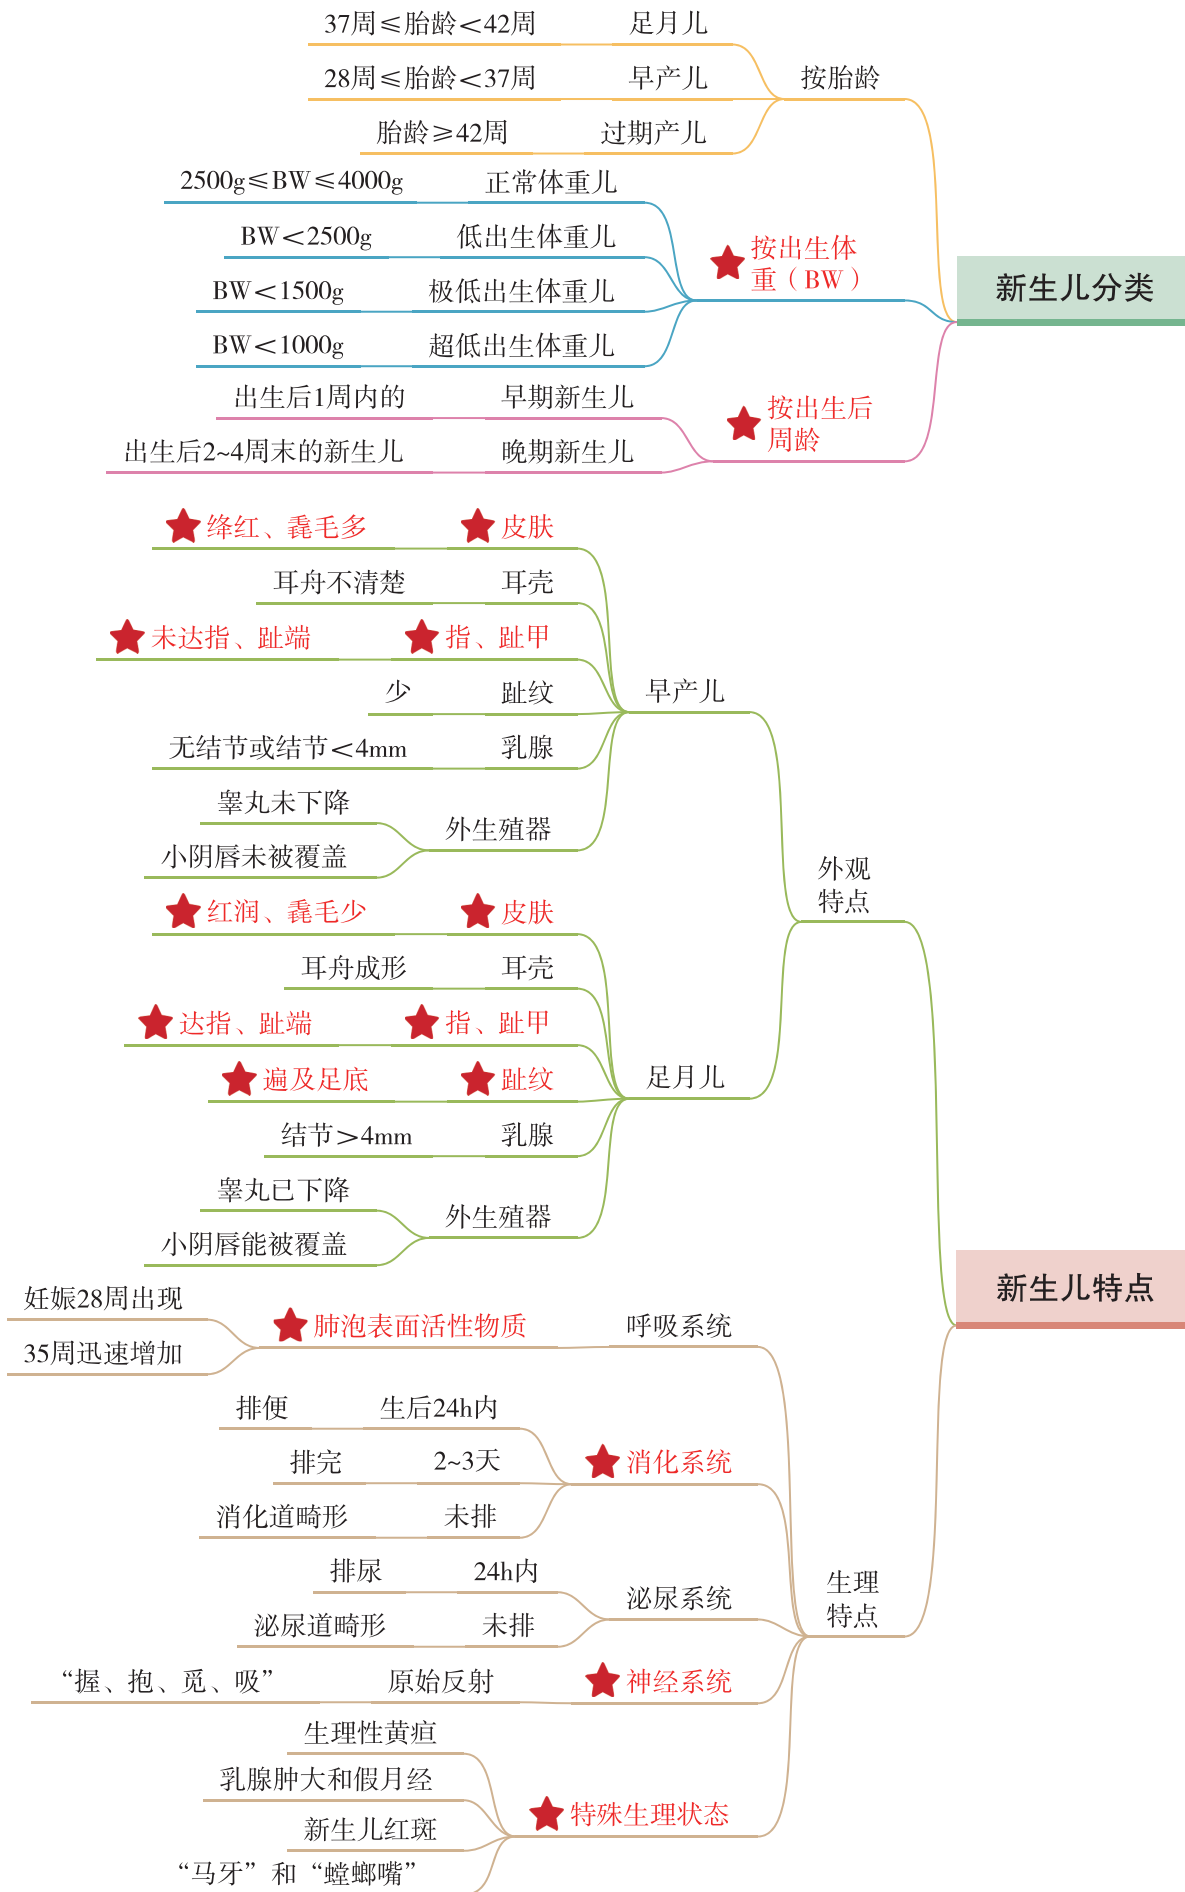 37周≤胎龄<42周 足月儿
28周≤胎龄<37周 早产儿 按胎龄
胎龄≥42周 过期产儿
2500g≤BW≤4000g 正常体重儿
BW<2500g 低出生体重儿
按出生体
重（BW）
BW<1500g 极低出生体重儿
新生儿分类
BW<1000g 超低出生体重儿
出生后1周内的 早期新生儿
按出生后
周龄
出生后2~4周末的新生儿 晚期新生儿
绛红、毳毛多 皮肤
耳舟不清楚 耳壳
未达指、趾端 指、趾甲
少 趾纹
早产儿
无结节或结节<4mm 乳腺
睾丸未下降
外生殖器
小阴唇未被覆盖
外观
特点
红润、毳毛少 皮肤
耳舟成形 耳壳
达指、趾端 指、趾甲
遍及足底 趾纹
足月儿
结节>4mm 乳腺
睾丸已下降
外生殖器
小阴唇能被覆盖
新生儿特点
妊娠28周出现
肺泡表面活性物质 呼吸系统
35周迅速增加
排便 生后24h内
排完 2~3天 消化系统
消化道畸形 未排
排尿 24h内
泌尿系统
泌尿道畸形 未排
生理
特点
“握、抱、觅、吸” 原始反射 神经系统
生理性黄疸
乳腺肿大和假月经
特殊生理状态
新生儿红斑
“马牙”和“螳螂嘴”